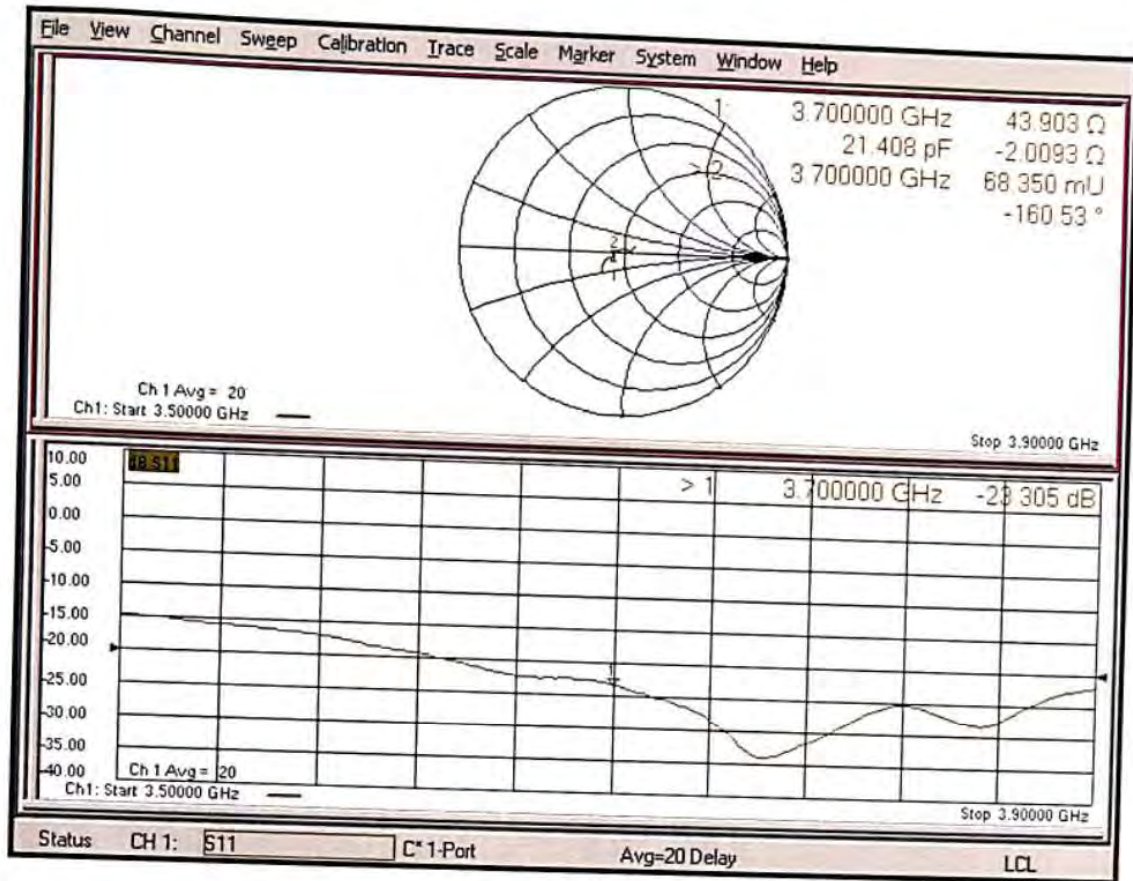 File View Channel Sweep Calibration Trace Scale Marker System Window Help
1: 3.700000 GHz 43.903 Ω
21.408 pF -2.0093 Ω
> 2 3.700000 GHz 68.350 mU
-160.53 °
2
1
Ch 1 Avg = 20
Ch1: Start 3.50000 GHz
Stop 3.90000 GHz
10.00
dB S11
> 1 3.700000 GHz -23.305 dB
5.00
0.00
-5.00
-10.00
-15.00
-20.00
-25.00
1
-30.00
-35.00
-40.00
Ch 1 Avg = 20
Ch1: Start 3.50000 GHz
Stop 3.90000 GHz
Status CH 1: S11 C* 1-Port Avg=20 Delay LCL